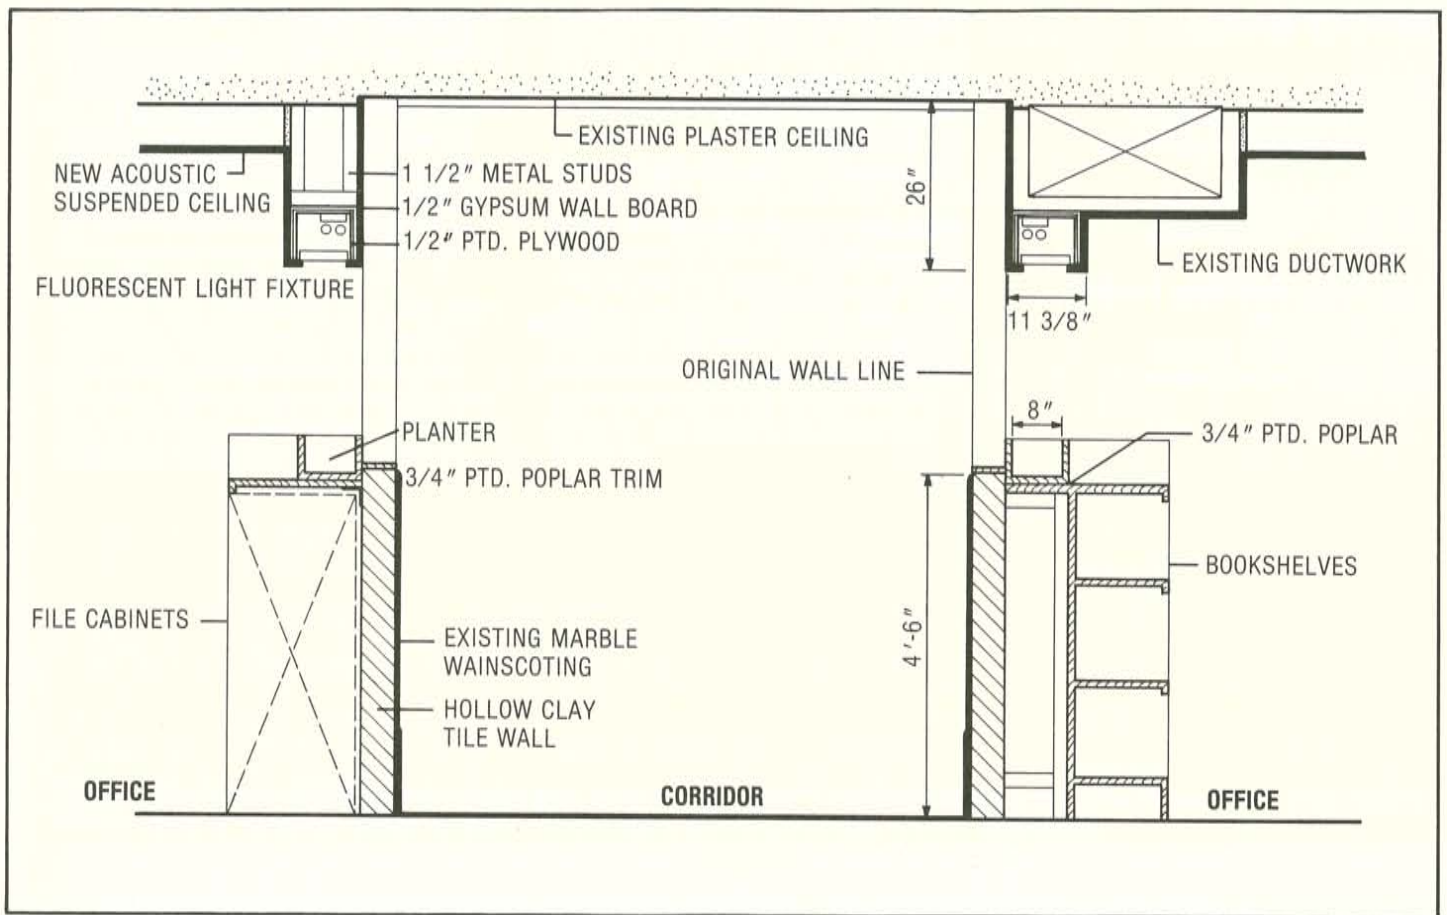 EXISTING PLASTER CEILING
NEW ACOUSTIC
SUSPENDED CEILING
1 1/2" METAL STUDS
1/2" GYPSUM WALL BOARD
1/2" PTD. PLYWOOD
FLUORESCENT LIGHT FIXTURE
26"
EXISTING DUCTWORK
11 3/8"
ORIGINAL WALL LINE
8"
PLANTER
3/4" PTD. POPLAR
3/4" PTD. POPLAR TRIM
BOOKSHELVES
FILE CABINETS
4'-6"
EXISTING MARBLE
WAINSCOTING
HOLLOW CLAY
TILE WALL
OFFICE
CORRIDOR
OFFICE